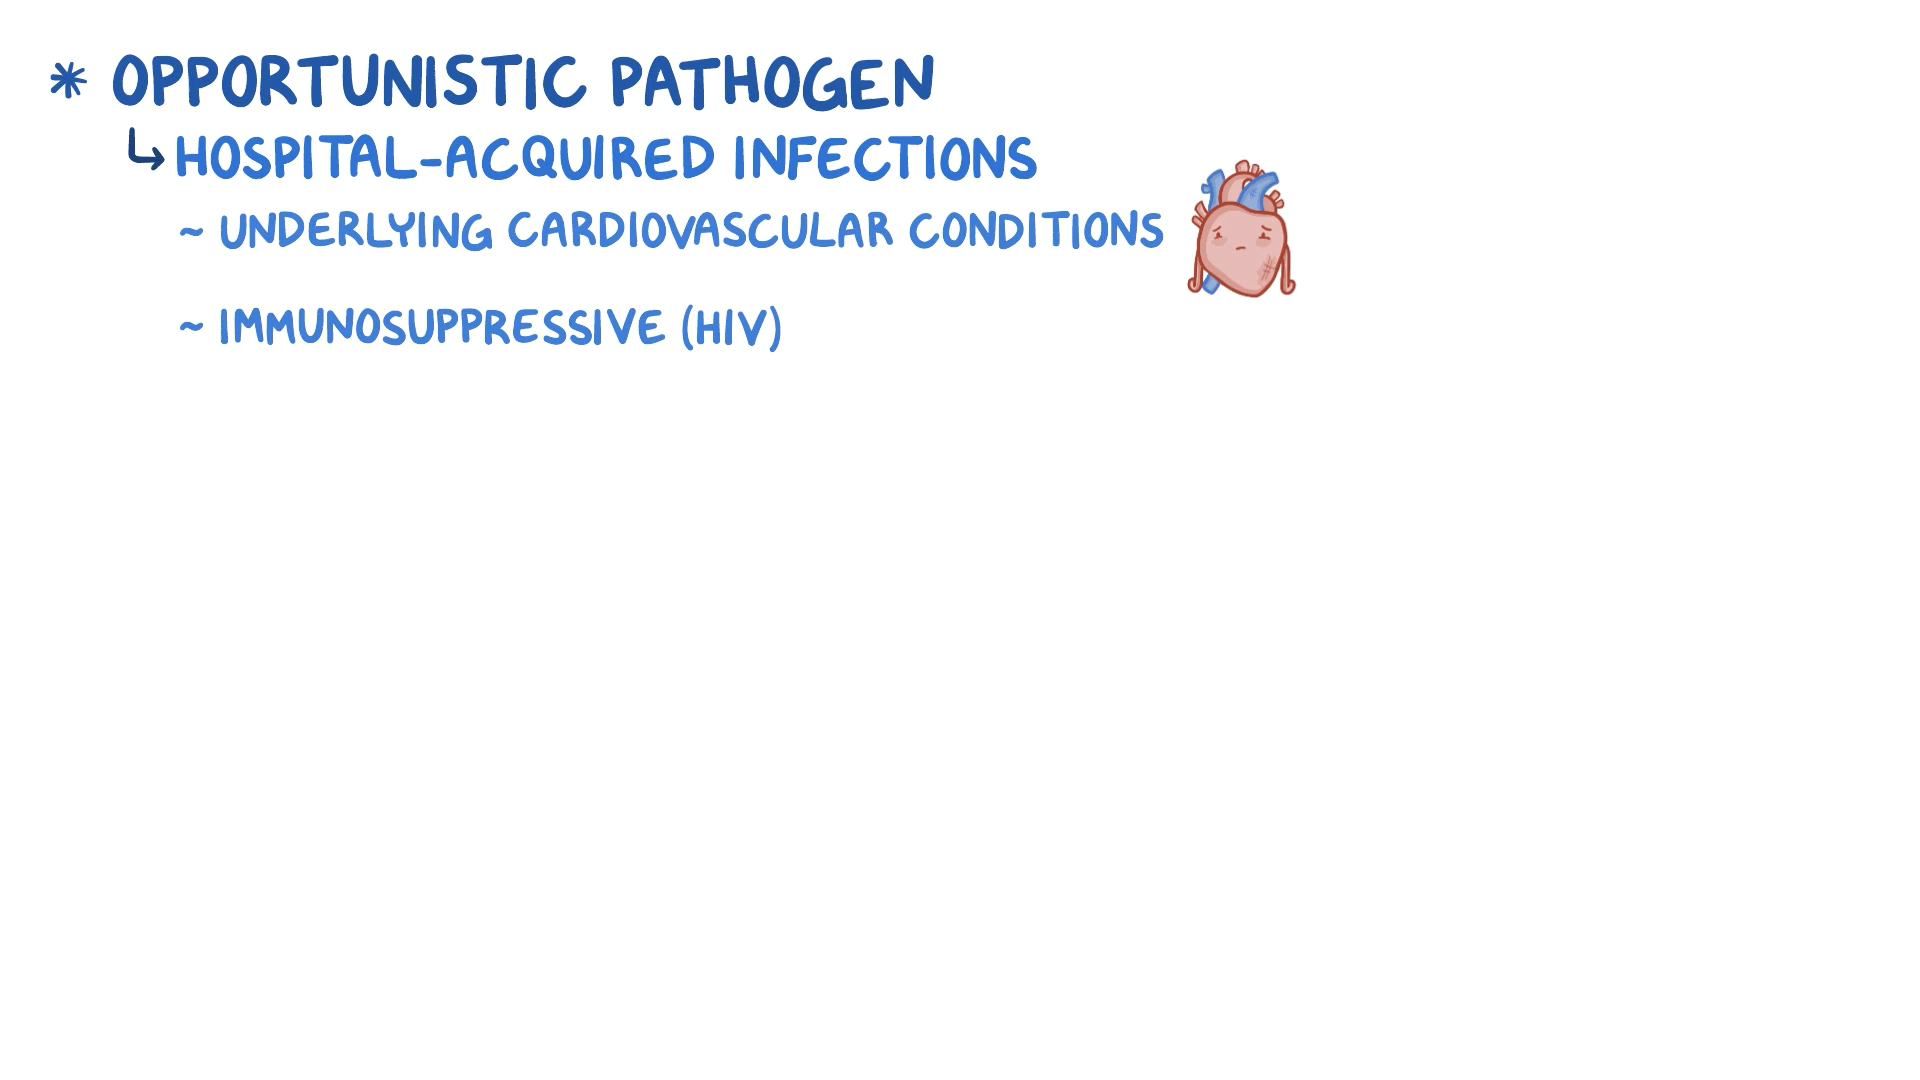 * OPPORTUNISTIC PATHOGEN
↳ HOSPITAL-ACQUIRED INFECTIONS
~ UNDERLYING CARDIOVASCULAR CONDITIONS
~ IMMUNOSUPPRESSIVE (HIV)